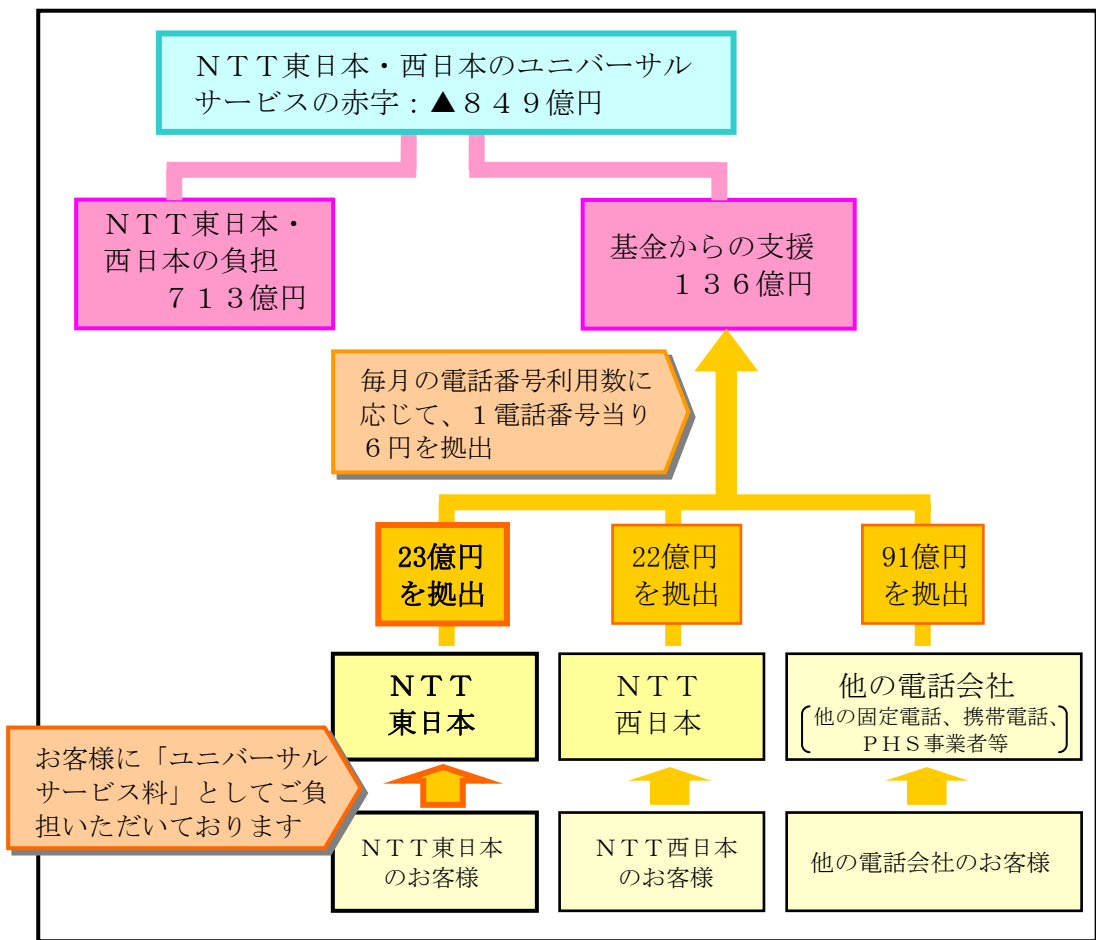 ＮＴＴ東日本・西日本のユニバーサル
サービスの赤字：▲８４９億円
ＮＴＴ東日本・
西日本の負担
７１３億円
基金からの支援
１３６億円
毎月の電話番号利用数に
応じて、１電話番号当り
６円を拠出
23億円
を拠出
22億円
を拠出
91億円
を拠出
ＮＴＴ
東日本
ＮＴＴ
西日本
他の電話会社
他の固定電話、携帯電話、
ＰＨＳ事業者等
お客様に「ユニバーサル
サービス料」としてご負
担いただいております
ＮＴＴ東日本
のお客様
ＮＴＴ西日本
のお客様
他の電話会社のお客様